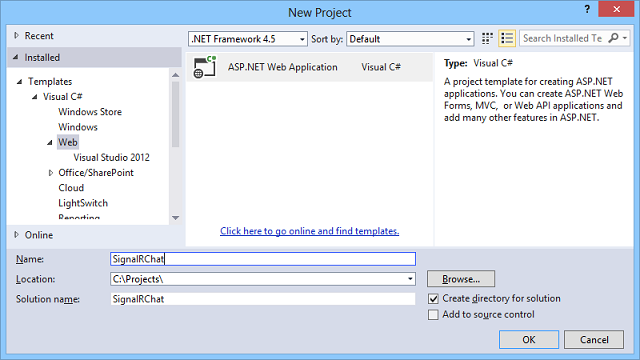 New Project
Recent
Installed
Templates
Visual C#
Windows Store
Windows
Web
Visual Studio 2012
Office/SharePoint
Cloud
LightSwitch
Reporting
Online
.NET Framework 4.5
Sort by: Default
Search Installed Te
ASP.NET Web Application Visual C#
Click here to go online and find templates.
Type: Visual C#
A project template for creating ASP.NET
applications. You can create ASP.NET Web
Forms, MVC, or Web API applications and
add many other features in ASP.NET.
Name: SignalRChat
Location: C:\Projects\
Browse...
Solution name: SignalRChat
Create directory for solution
Add to source control
OK Cancel